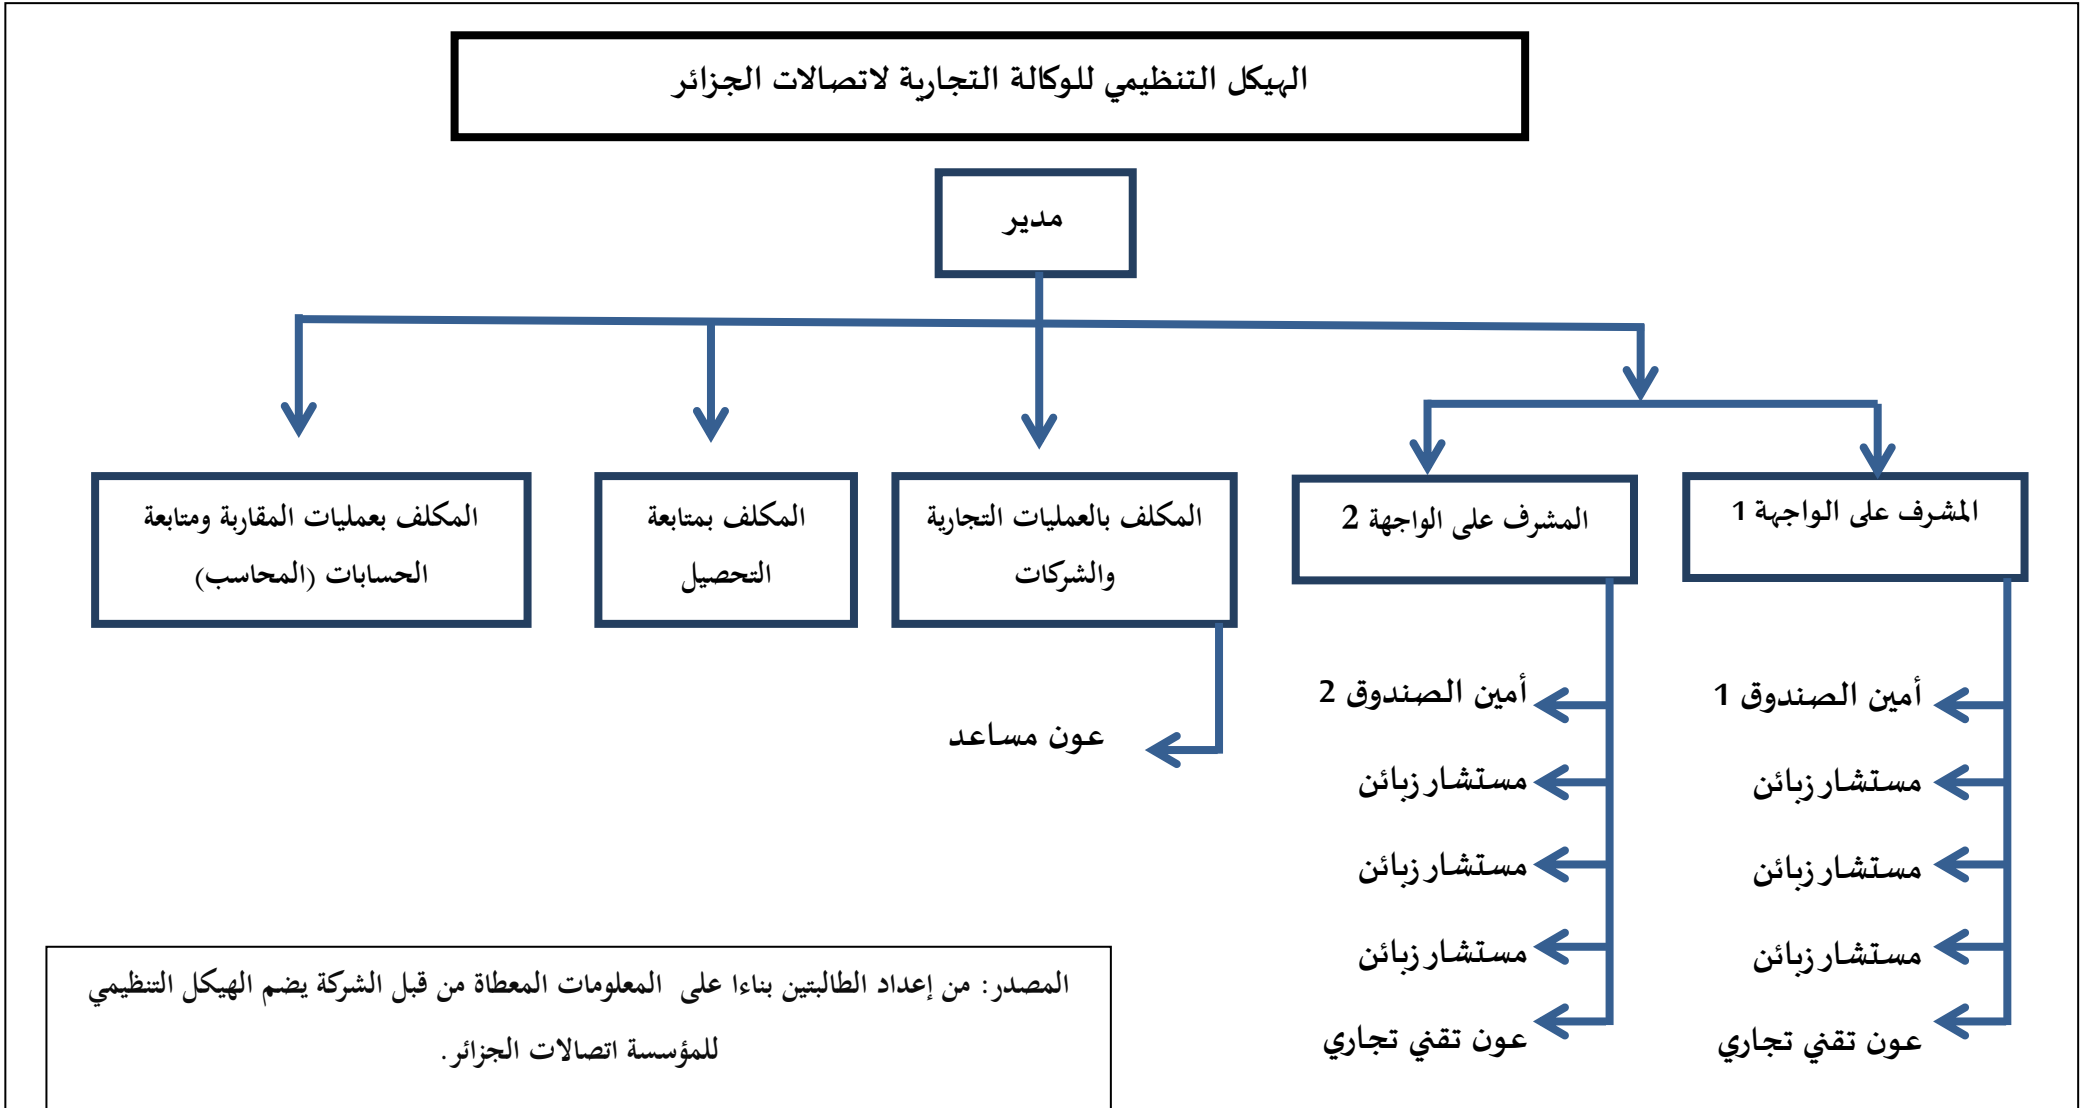 الهيكل التنظيمي للوكالة التجارية لاتصالات الجزائر
مدير
المشرف على الواجهة 1
المشرف على الواجهة 2
المكلف بالعمليات التجارية
والشركات
المكلف بمتابعة
التحصيل
المكلف بعمليات المقاربة ومتابعة
الحسابات (المحاسب)
أمين الصندوق 1
مستشار زبائن
مستشار زبائن
مستشار زبائن
عون تقني تجاري
أمين الصندوق 2
مستشار زبائن
مستشار زبائن
مستشار زبائن
عون تقني تجاري
عون مساعد
المصدر: من إعداد الطالبتين بناءا على المعلومات المعطاة من قبل الشركة يضم الهيكل التنظيمي
للمؤسسة اتصالات الجزائر.